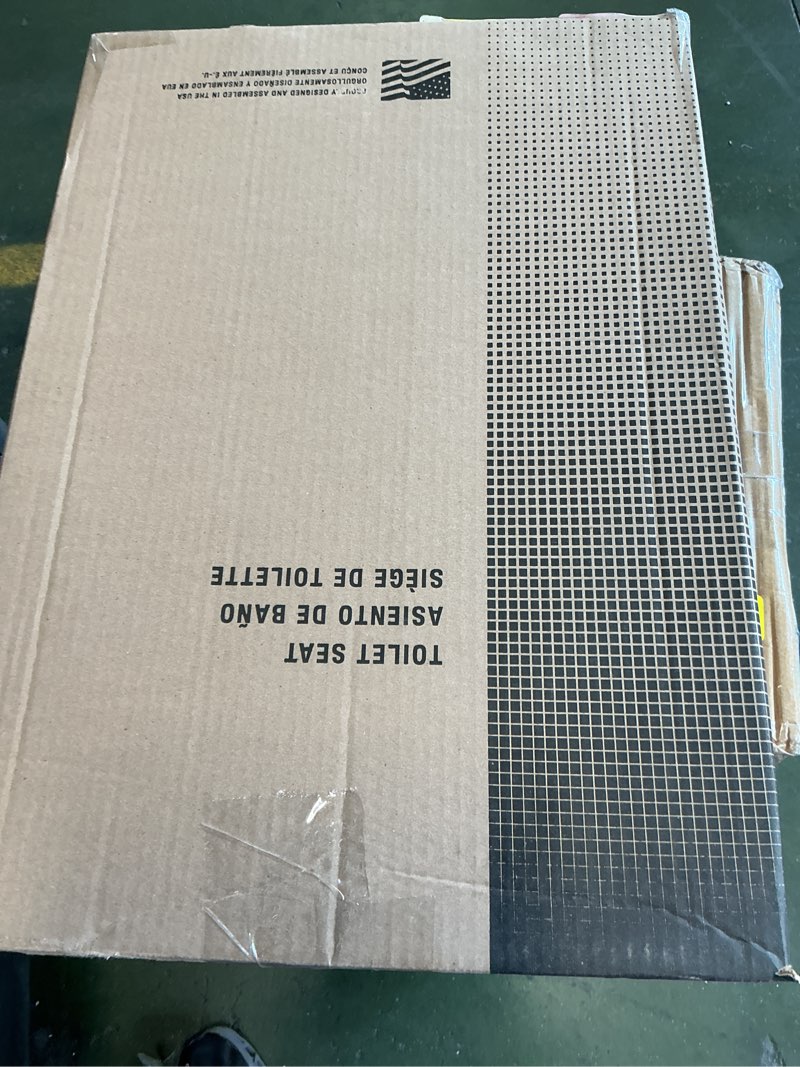 TOILET SEAT
ASIENTO DE BAÑO
SIÈGE DE TOILETTE
DESIGNED AND ASSEMBLED IN THE USA
ORGULLOSAMENTE DISEÑADO Y ENSAMBLADO EN EUA
CONÇU ET ASSEMBLÉ FIÈREMENT AUX É.-U.